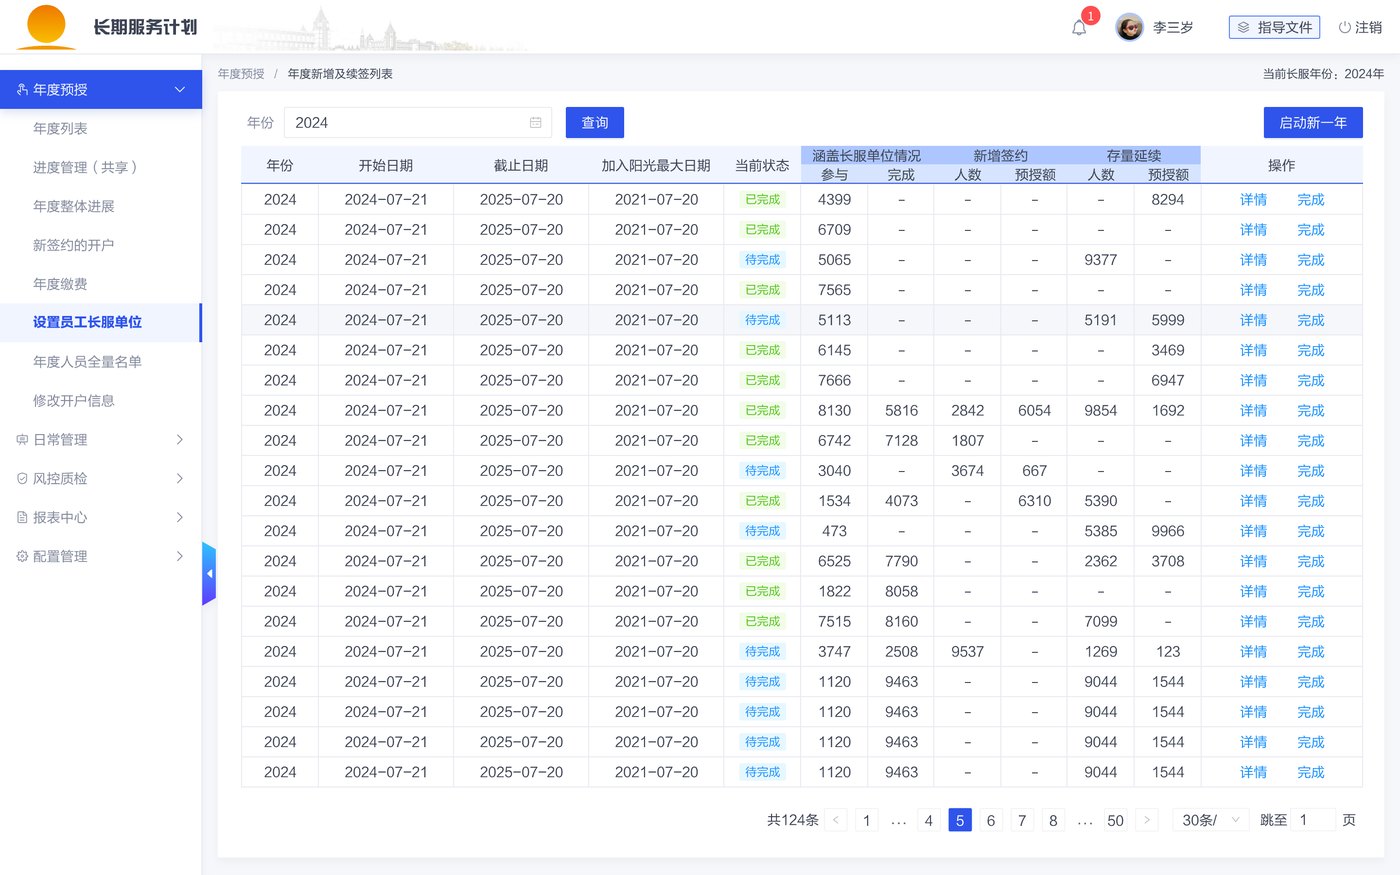 长期服务计划
1
李三岁
指导文件
注销
年度预授
年度列表
进度管理（共享）
年度整体进展
新签约的开户
年度缴费
设置员工长服单位
年度人员全量名单
修改开户信息
日常管理
风控质检
报表中心
配置管理
年度预授 / 年度新增及续签列表
当前长服年份：2024年
年份 2024 查询 启动新一年
年份 开始日期 截止日期 加入阳光最大日期 当前状态 涵盖长服单位情况 新增签约 存量延续 操作
参与 完成 人数 预授额 人数 预授额
2024 2024-07-21 2025-07-20 2021-07-20 已完成 4399 - - - - 8294 详情 完成
2024 2024-07-21 2025-07-20 2021-07-20 已完成 6709 - - - - - 详情 完成
2024 2024-07-21 2025-07-20 2021-07-20 待完成 5065 - - - 9377 - 详情 完成
2024 2024-07-21 2025-07-20 2021-07-20 已完成 7565 - - - - - 详情 完成
2024 2024-07-21 2025-07-20 2021-07-20 待完成 5113 - - - 5191 5999 详情 完成
2024 2024-07-21 2025-07-20 2021-07-20 已完成 6145 - - - - 3469 详情 完成
2024 2024-07-21 2025-07-20 2021-07-20 已完成 7666 - - - - 6947 详情 完成
2024 2024-07-21 2025-07-20 2021-07-20 已完成 8130 5816 2842 6054 9854 1692 详情 完成
2024 2024-07-21 2025-07-20 2021-07-20 已完成 6742 7128 1807 - - - 详情 完成
2024 2024-07-21 2025-07-20 2021-07-20 待完成 3040 - 3674 667 - - 详情 完成
2024 2024-07-21 2025-07-20 2021-07-20 已完成 1534 4073 - 6310 5390 - 详情 完成
2024 2024-07-21 2025-07-20 2021-07-20 待完成 473 - - - 5385 9966 详情 完成
2024 2024-07-21 2025-07-20 2021-07-20 已完成 6525 7790 - - 2362 3708 详情 完成
2024 2024-07-21 2025-07-20 2021-07-20 已完成 1822 8058 - - - - 详情 完成
2024 2024-07-21 2025-07-20 2021-07-20 已完成 7515 8160 - - 7099 - 详情 完成
2024 2024-07-21 2025-07-20 2021-07-20 待完成 3747 2508 9537 - 1269 123 详情 完成
2024 2024-07-21 2025-07-20 2021-07-20 待完成 1120 9463 - - 9044 1544 详情 完成
2024 2024-07-21 2025-07-20 2021-07-20 待完成 1120 9463 - - 9044 1544 详情 完成
2024 2024-07-21 2025-07-20 2021-07-20 待完成 1120 9463 - - 9044 1544 详情 完成
2024 2024-07-21 2025-07-20 2021-07-20 待完成 1120 9463 - - 9044 1544 详情 完成
共124条 < 1 ... 4 5 6 7 8 ... 50 > 30条/ 跳至 1 页